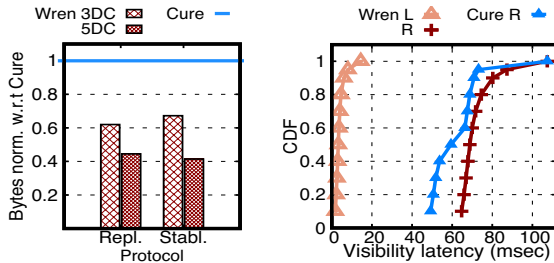 Wren 3DC
5DC
Cure
Bytes norm. w.r.t Cure
1
0.8
0.6
0.4
0.2
Repl. Stabl.
Protocol
Wren L
R
Cure R
CDF
1
0.8
0.6
0.4
0.2
0
0 20 40 60 80 100
Visibility latency (msec)